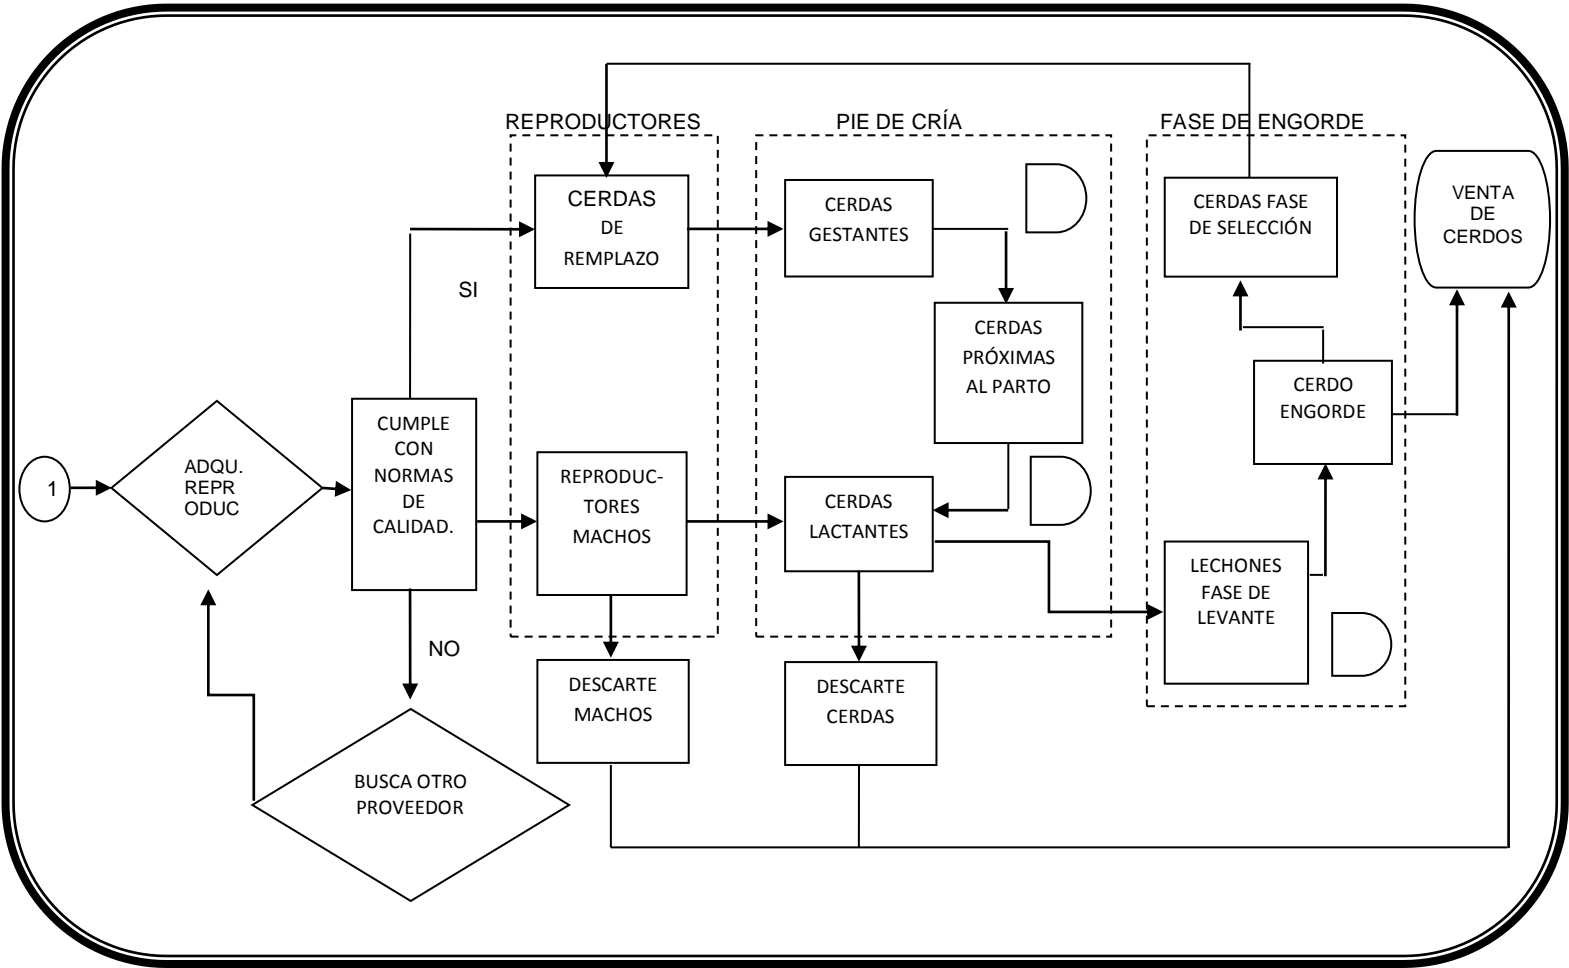 REPRODUCTORES
PIE DE CRÍA
FASE DE ENGORDE
CERDAS
DE
REMPLAZO
CERDAS
GESTANTES
CERDAS FASE
DE SELECCIÓN
VENTA
DE
CERDOS
SI
CERDAS
PRÓXIMAS
AL PARTO
CERDO
ENGORDE
1
ADQU.
REPR
ODUC
CUMPLE
CON
NORMAS
DE
CALIDAD.
REPRODUC-
TORES
MACHOS
CERDAS
LACTANTES
LECHONES
FASE DE
LEVANTE
NO
DESCARTE
MACHOS
DESCARTE
CERDAS
BUSCA OTRO
PROVEEDOR